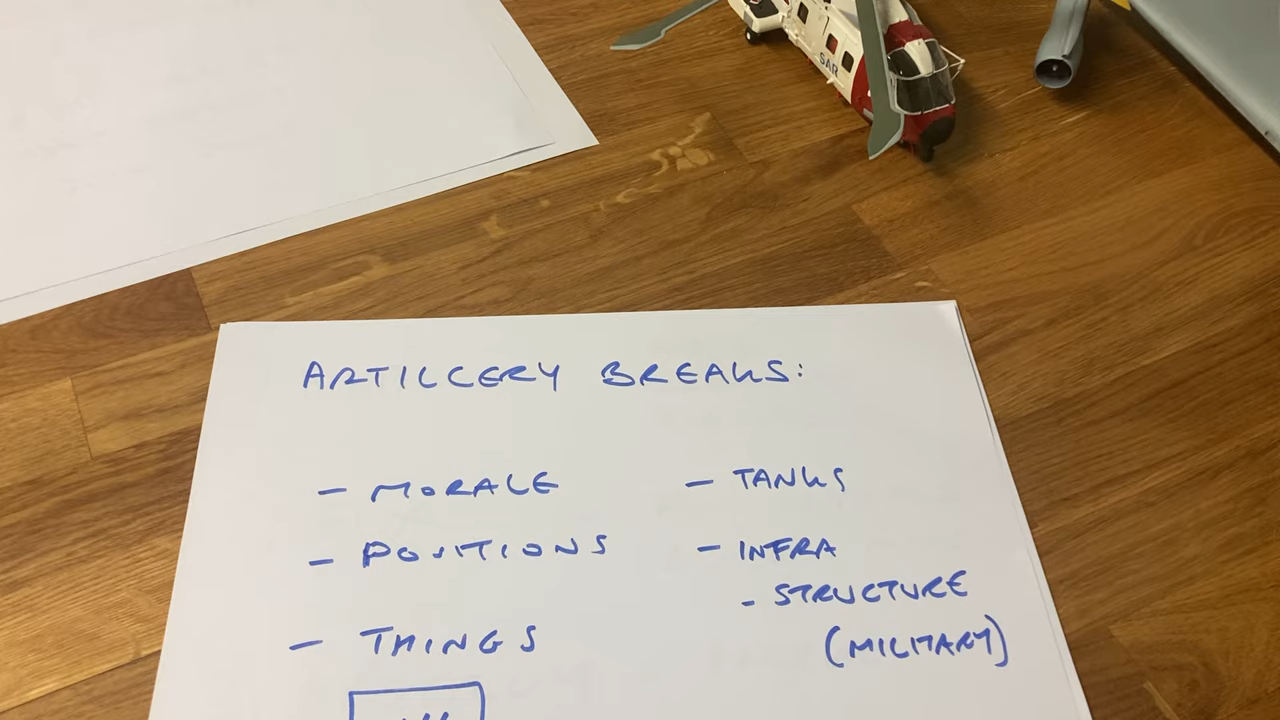 SAR
ARTILLERY BREAKS:
- MORALE
- POSITIONS
- THINGS
- TANKS
- INFRA
- STRUCTURE
(MILITARY)